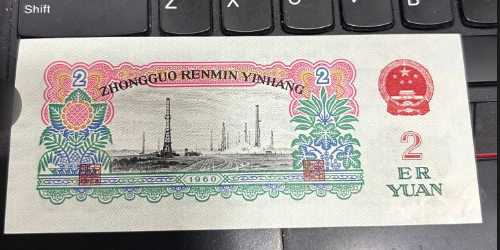 Shift
Z
X
C
V
B
ZHONGGUO RENMIN YINHANG
2
2
2
ER
YUAN
1960